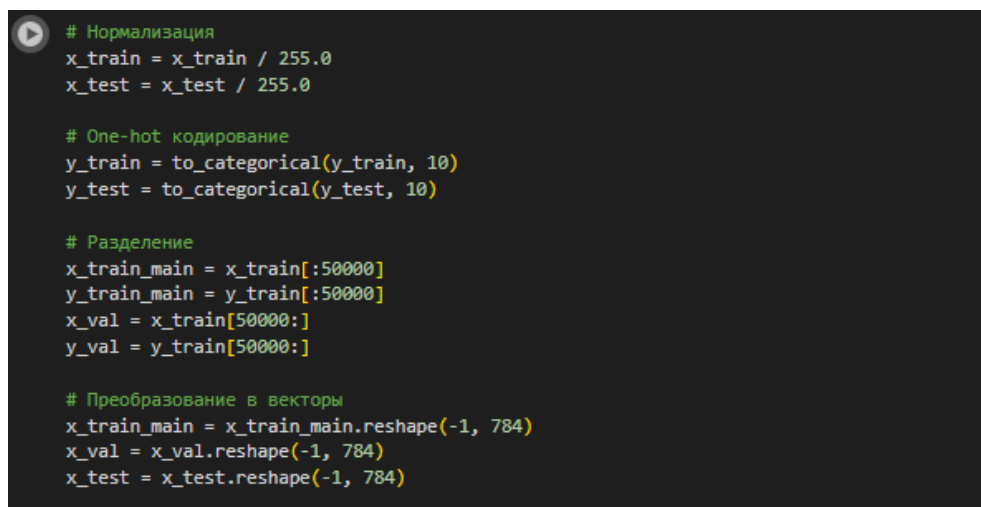 # Нормализация
x_train = x_train / 255.0
x_test = x_test / 255.0
# One-hot кодирование
y_train = to_categorical(y_train, 10)
y_test = to_categorical(y_test, 10)
# Разделение
x_train_main = x_train[:50000]
y_train_main = y_train[:50000]
x_val = x_train[50000:]
y_val = y_train[50000:]
# Преобразование в векторы
x_train_main = x_train_main.reshape(-1, 784)
x_val = x_val.reshape(-1, 784)
x_test = x_test.reshape(-1, 784)